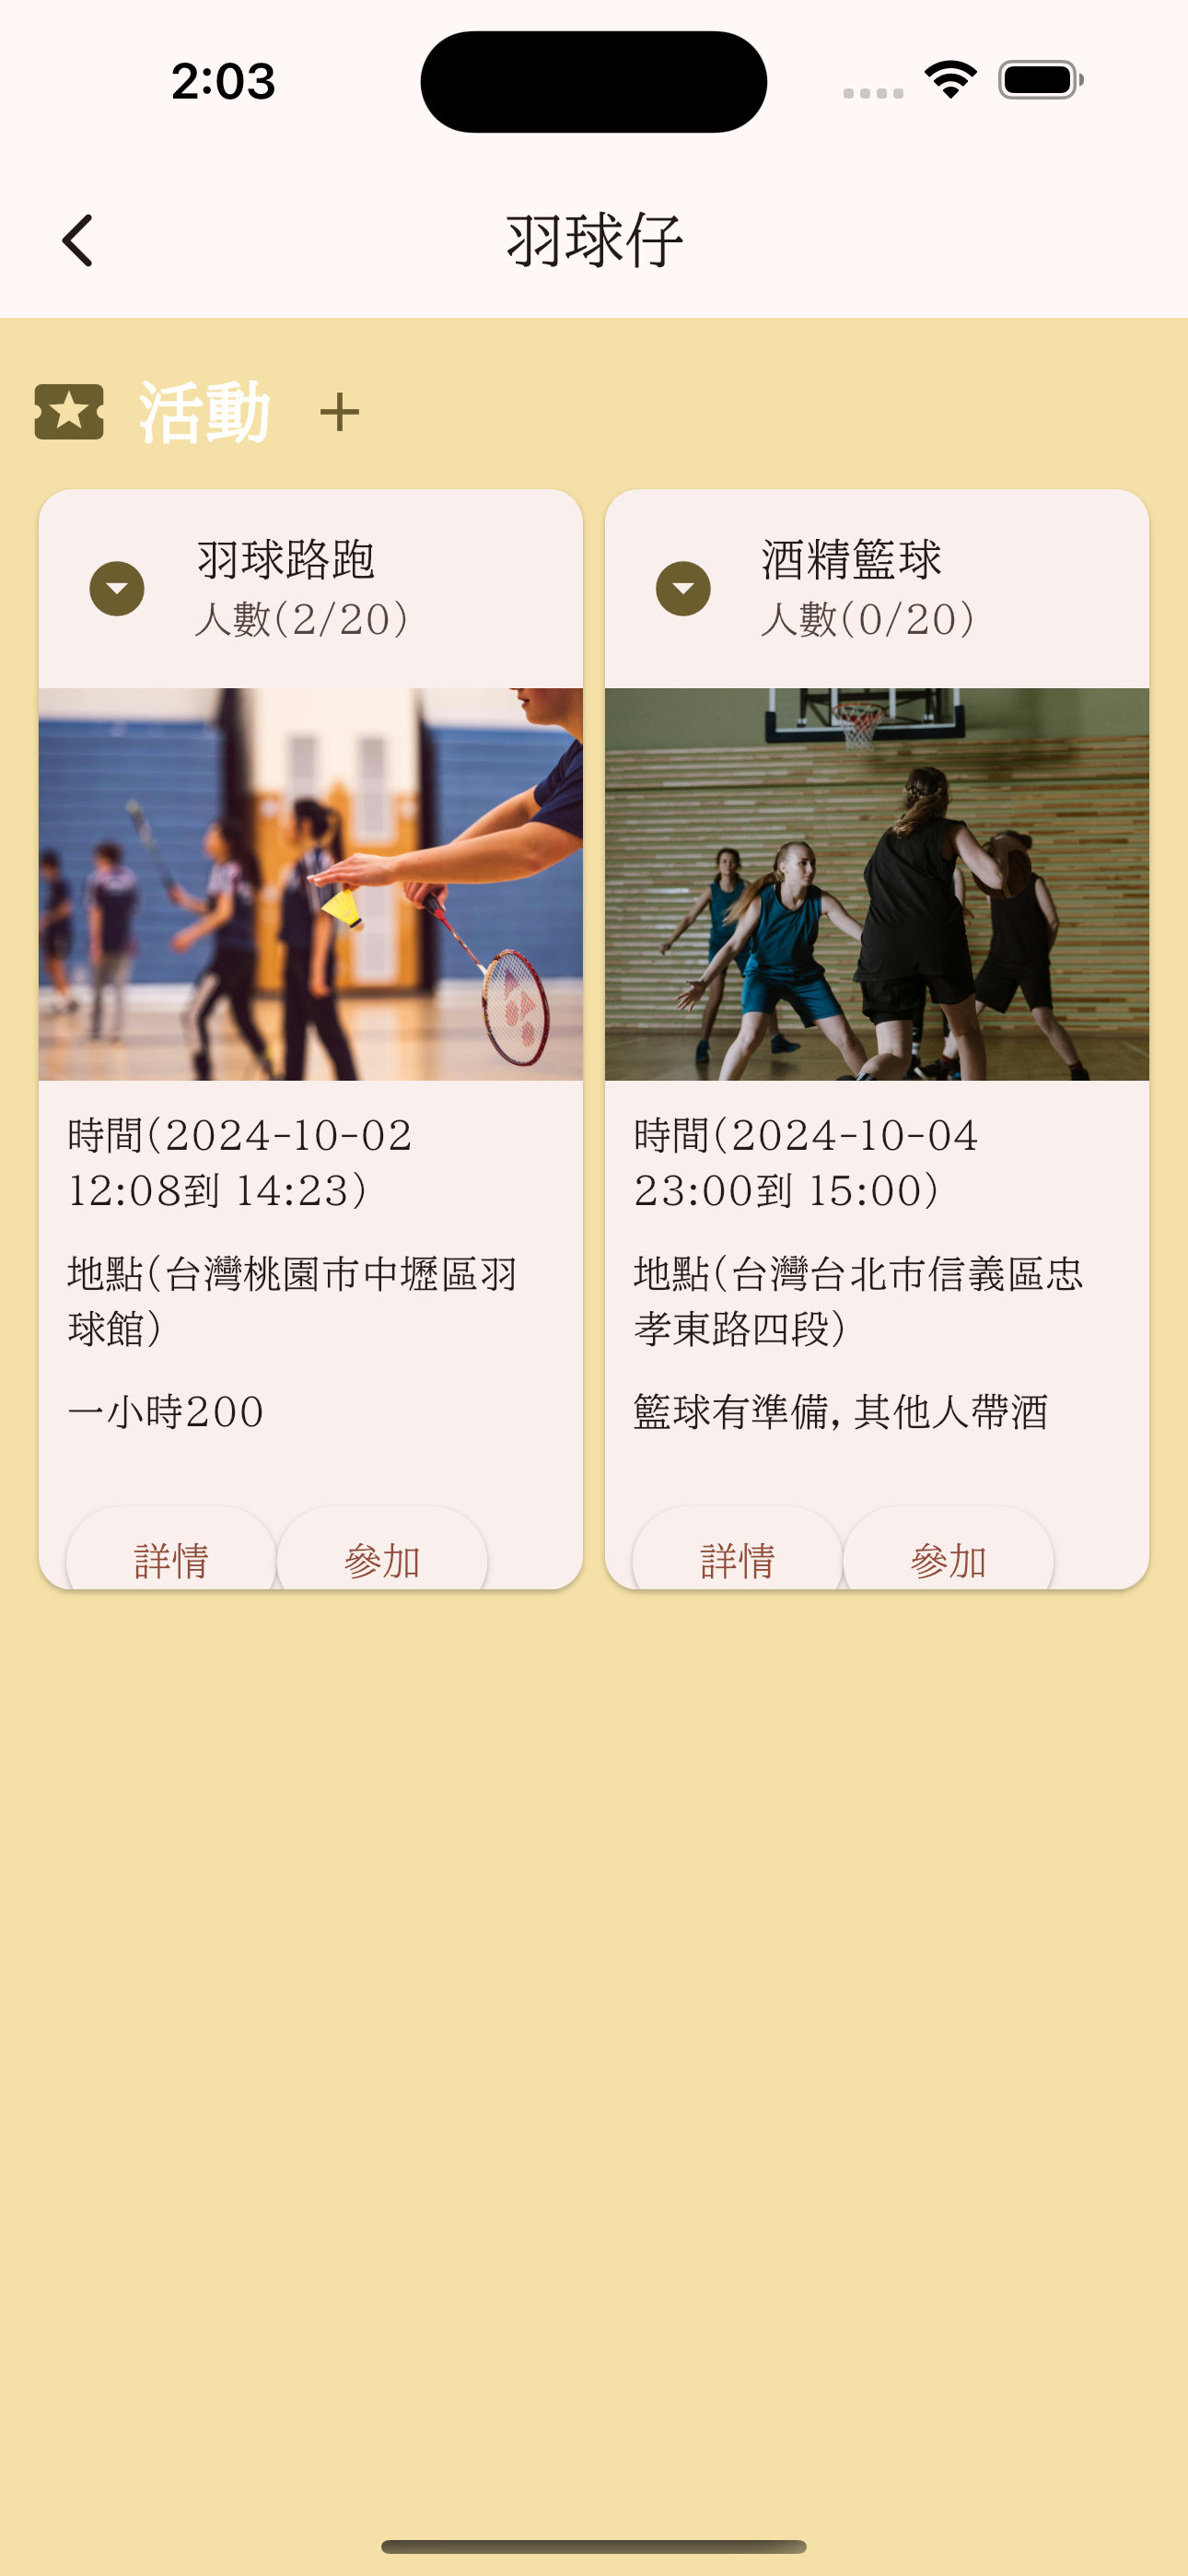 2:03
羽球仔
活動 +
羽球路跑
人數(2/20)
時間(2024-10-02
12:08到 14:23)
地點(台灣桃園市中壢區羽
球館)
一小時200
詳情 參加
酒精籃球
人數(0/20)
時間(2024-10-04
23:00到 15:00)
地點(台灣台北市信義區忠
孝東路四段)
籃球有準備, 其他人帶酒
詳情 參加